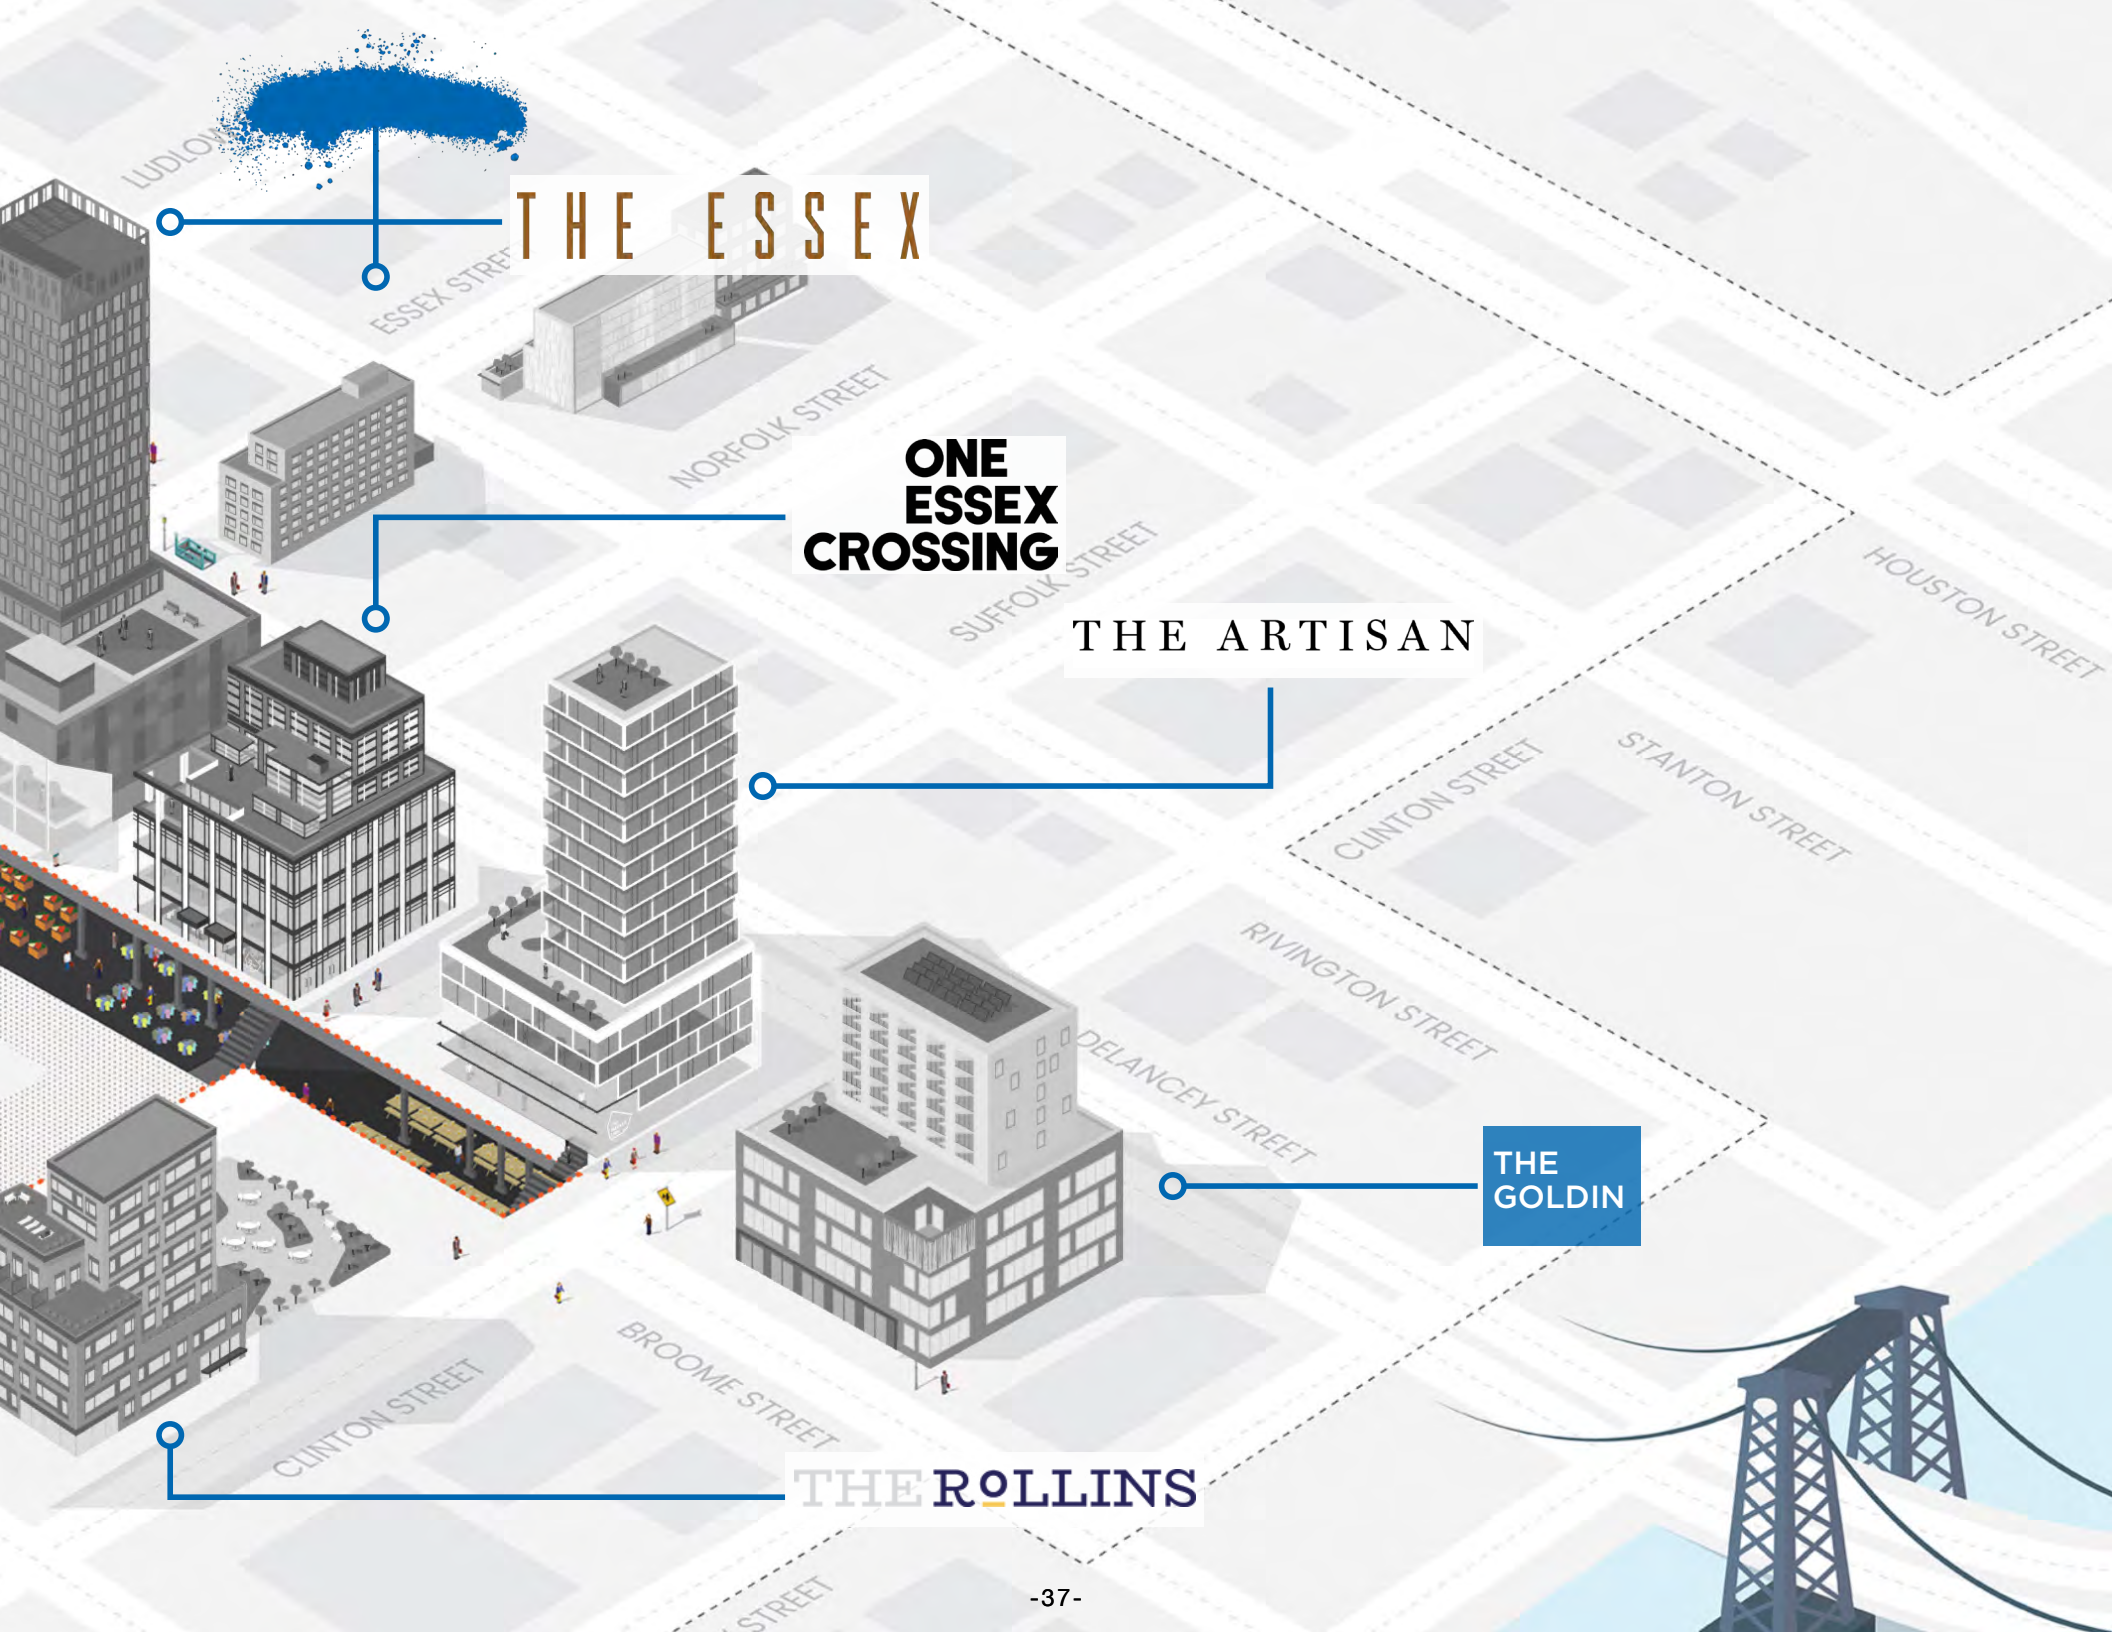 LUDLOW
THE ESSEX
ESSEX STREE
NORFOLK STREET
ONE
ESSEX
CROSSING
SUFFOLK STREET
THE ARTISAN
HOUSTON STREET
CLINTON STREET
STANTON STREET
RIVINGTON STREET
DELANCEY STREET
THE
GOLDIN
BROOME STREET
CLINTON STREET
THE ROLLINS
STREET
-37-